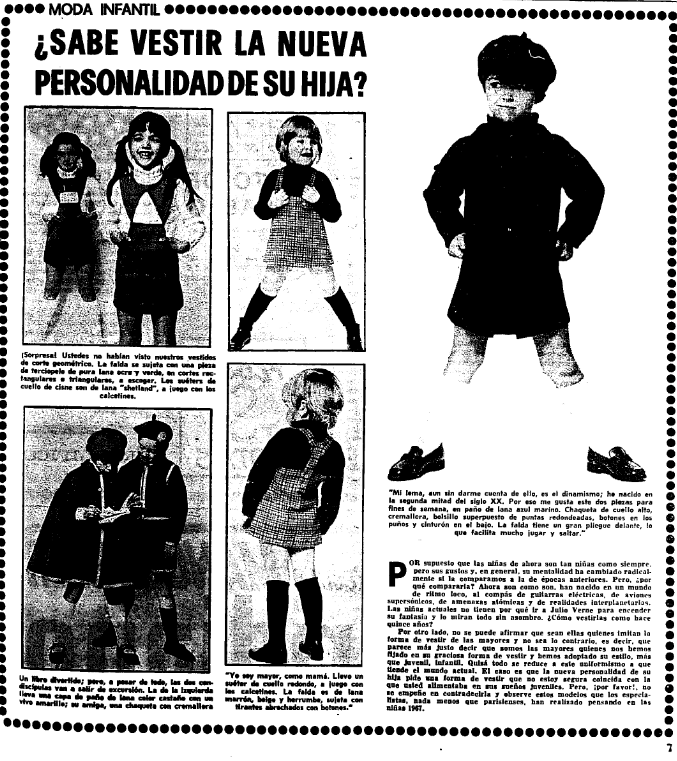 MODA INFANTIL
¿SABE VESTIR LA NUEVA
PERSONALIDAD DE SU HIJA?
¡Sorpresa! Ustedes no habían visto nuestros vestidos
de corte geométrico. La falda se sujeta con una pieza
de terciopelo de pura lana ocre y verde, en cortes rec-
tangulares o triangulares, a escoger. Los suéters de
cuello de cisne son de lana "shetland", a juego con los
calcetines.
Un libro divertido; pero, a pesar de todo, las dos con-
discípulas van a salir de excursión. La de la izquierda
lleva una capa de paño de lana color castaño con un
vivo amarillo; su amiga, una chaqueta con cremallera
"Yo soy mayor, como mamá. Llevo un
suéter de cuello redondo, a juego con
los calcetines. La falda es de lana
marrón, beige y herrumbe, sujeta con
tirantes abrochados con botones."
"Mi lema, aun sin darme cuenta de ello, es el dinamismo; he nacido en
la segunda mitad del siglo XX. Por eso me gusta este dos piezas para
fines de semana, en paño de lana azul marino. Chaqueta de cuello alto,
cremallera, bolsillo superpuesto de puntas redondeadas, botones en los
puños y cinturón en el bajo. La falda tiene un gran pliegue delante, lo
que facilita mucho jugar y saltar."
POR supuesto que las niñas de ahora son tan niñas como siempre,
pero sus gustos y, en general, su mentalidad ha cambiado radical-
mente si la comparamos a la de épocas anteriores. Pero, ¿por
qué compararla? Ahora son como son, han nacido en un mundo
de ritmo loco, al compás de guitarras eléctricas, de aviones
supersónicos, de amenazas atómicas y de realidades interplanetarias.
Las niñas actuales no tienen por qué ir a Julio Verne para encender
su fantasía y lo miran todo sin asombro. ¿Cómo vestirlas como hace
quince años?
Por otro lado, no se puede afirmar que sean ellas quienes imitan la
forma de vestir de las mayores y no sea lo contrario, es decir, que
parece más justo decir que somos las mayores quienes nos hemos
fijado en su graciosa forma de vestir y hemos adoptado su estilo, más
que juvenil, infantil. Quizá todo se reduce a este uniformismo a que
tiende el mundo actual. El caso es que la nueva personalidad de su
hija pide una forma de vestir que no estoy segura coincida con la
que usted alimentaba en sus sueños juveniles. Pero, ¡por favor!, no
se empeñe en contradecirla y observe estos modelos que los especia-
listas, nada menos que parisienses, han realizado pensando en las
niñas 1967.
7